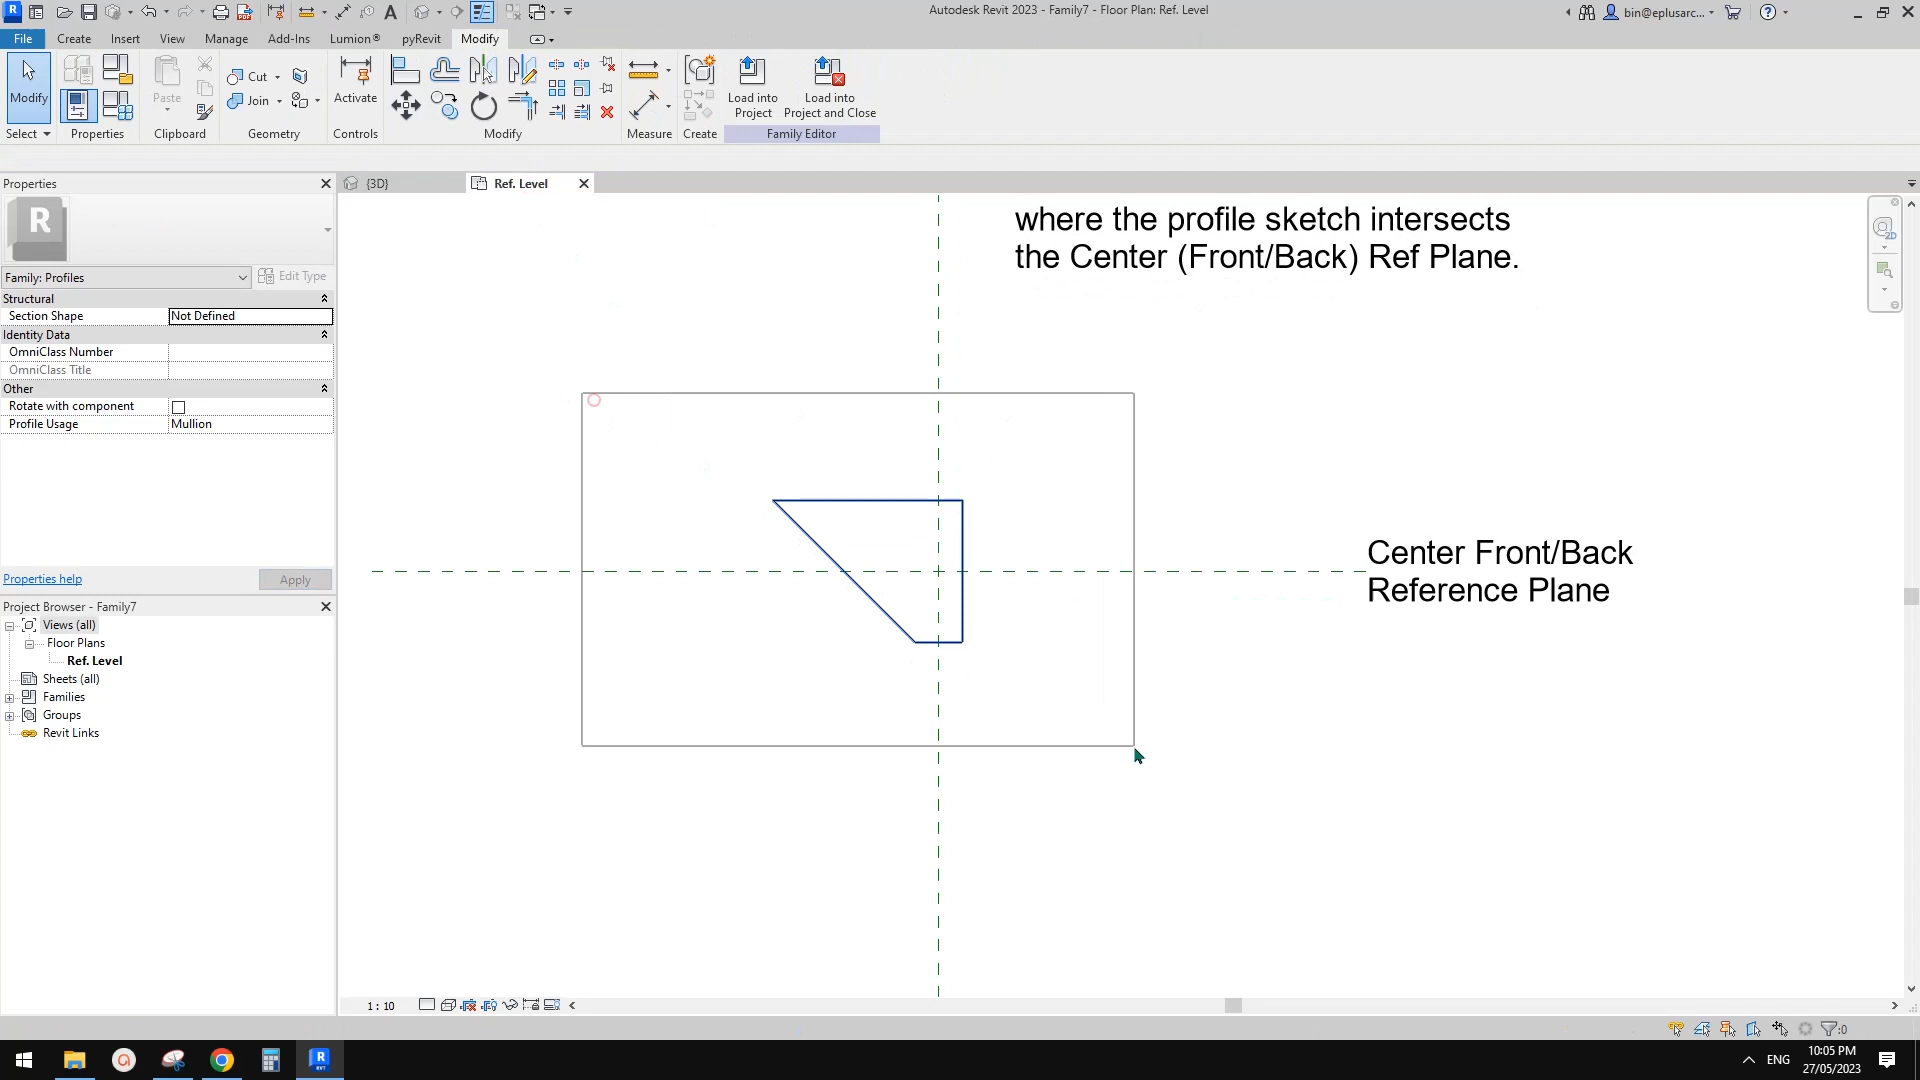 Autodesk Revit 2023 - Family7 - Floor Plan: Ref. Level
bin@eplusarc...
File Create Insert View Manage Add-Ins Lumion® pyRevit Modify
Modify
Paste
Cut
Join
Activate
Load into Project
Load into Project and Close
Select Properties Clipboard Geometry Controls Modify Measure Create Family Editor
Properties
{3D}
Ref. Level
R
Family: Profiles
Edit Type
Structural
Section Shape Not Defined
Identity Data
OmniClass Number
OmniClass Title
Other
Rotate with component
Profile Usage Mullion
Properties help
Apply
Project Browser - Family7
Views (all)
Floor Plans
Ref. Level
Sheets (all)
Families
Groups
Revit Links
where the profile sketch intersects
the Center (Front/Back) Ref Plane.
Center Front/Back
Reference Plane
1 : 10
:0
ENG
10:05 PM
27/05/2023